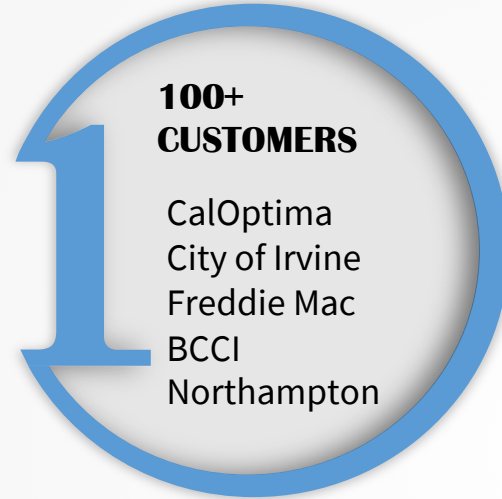 1
100+
CUSTOMERS
CalOptima
City of Irvine
Freddie Mac
BCCI
Northampton